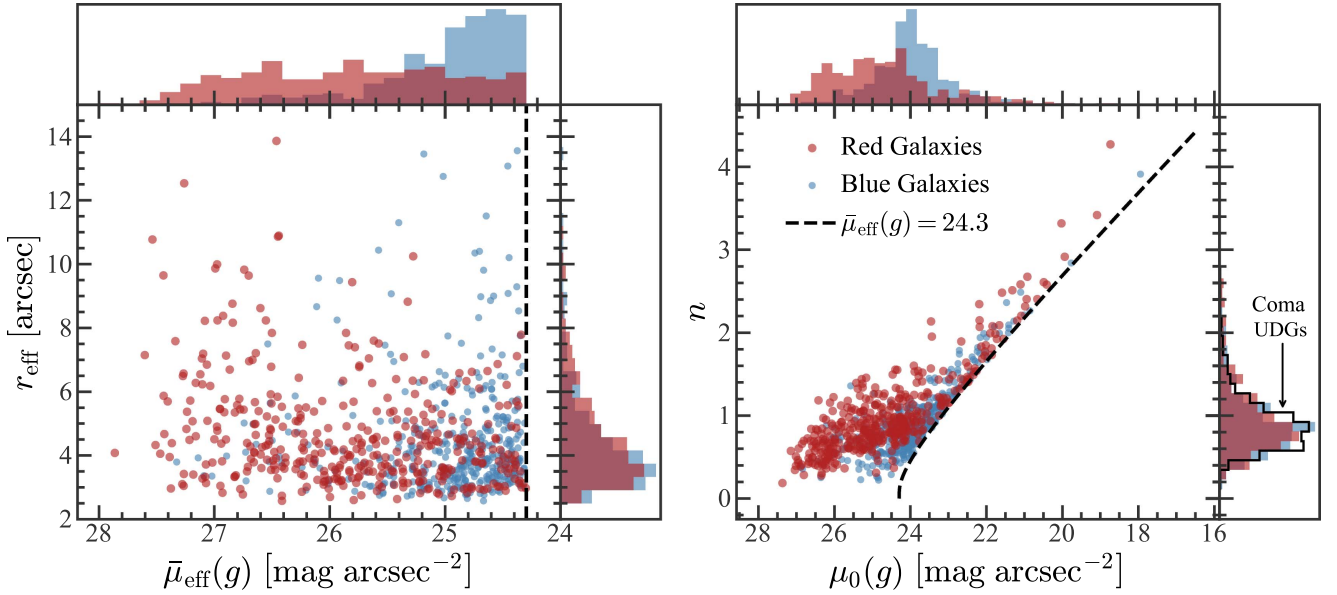 14
12
10
8
6
4
2
r_eff [arcsec]
28
27
26
25
24
μ̄_eff(g) [mag arcsec⁻²]
Red Galaxies
Blue Galaxies
μ̄_eff(g) = 24.3
4
3
2
1
0
n
Coma
UDGs
28
26
24
22
20
18
16
μ₀(g) [mag arcsec⁻²]